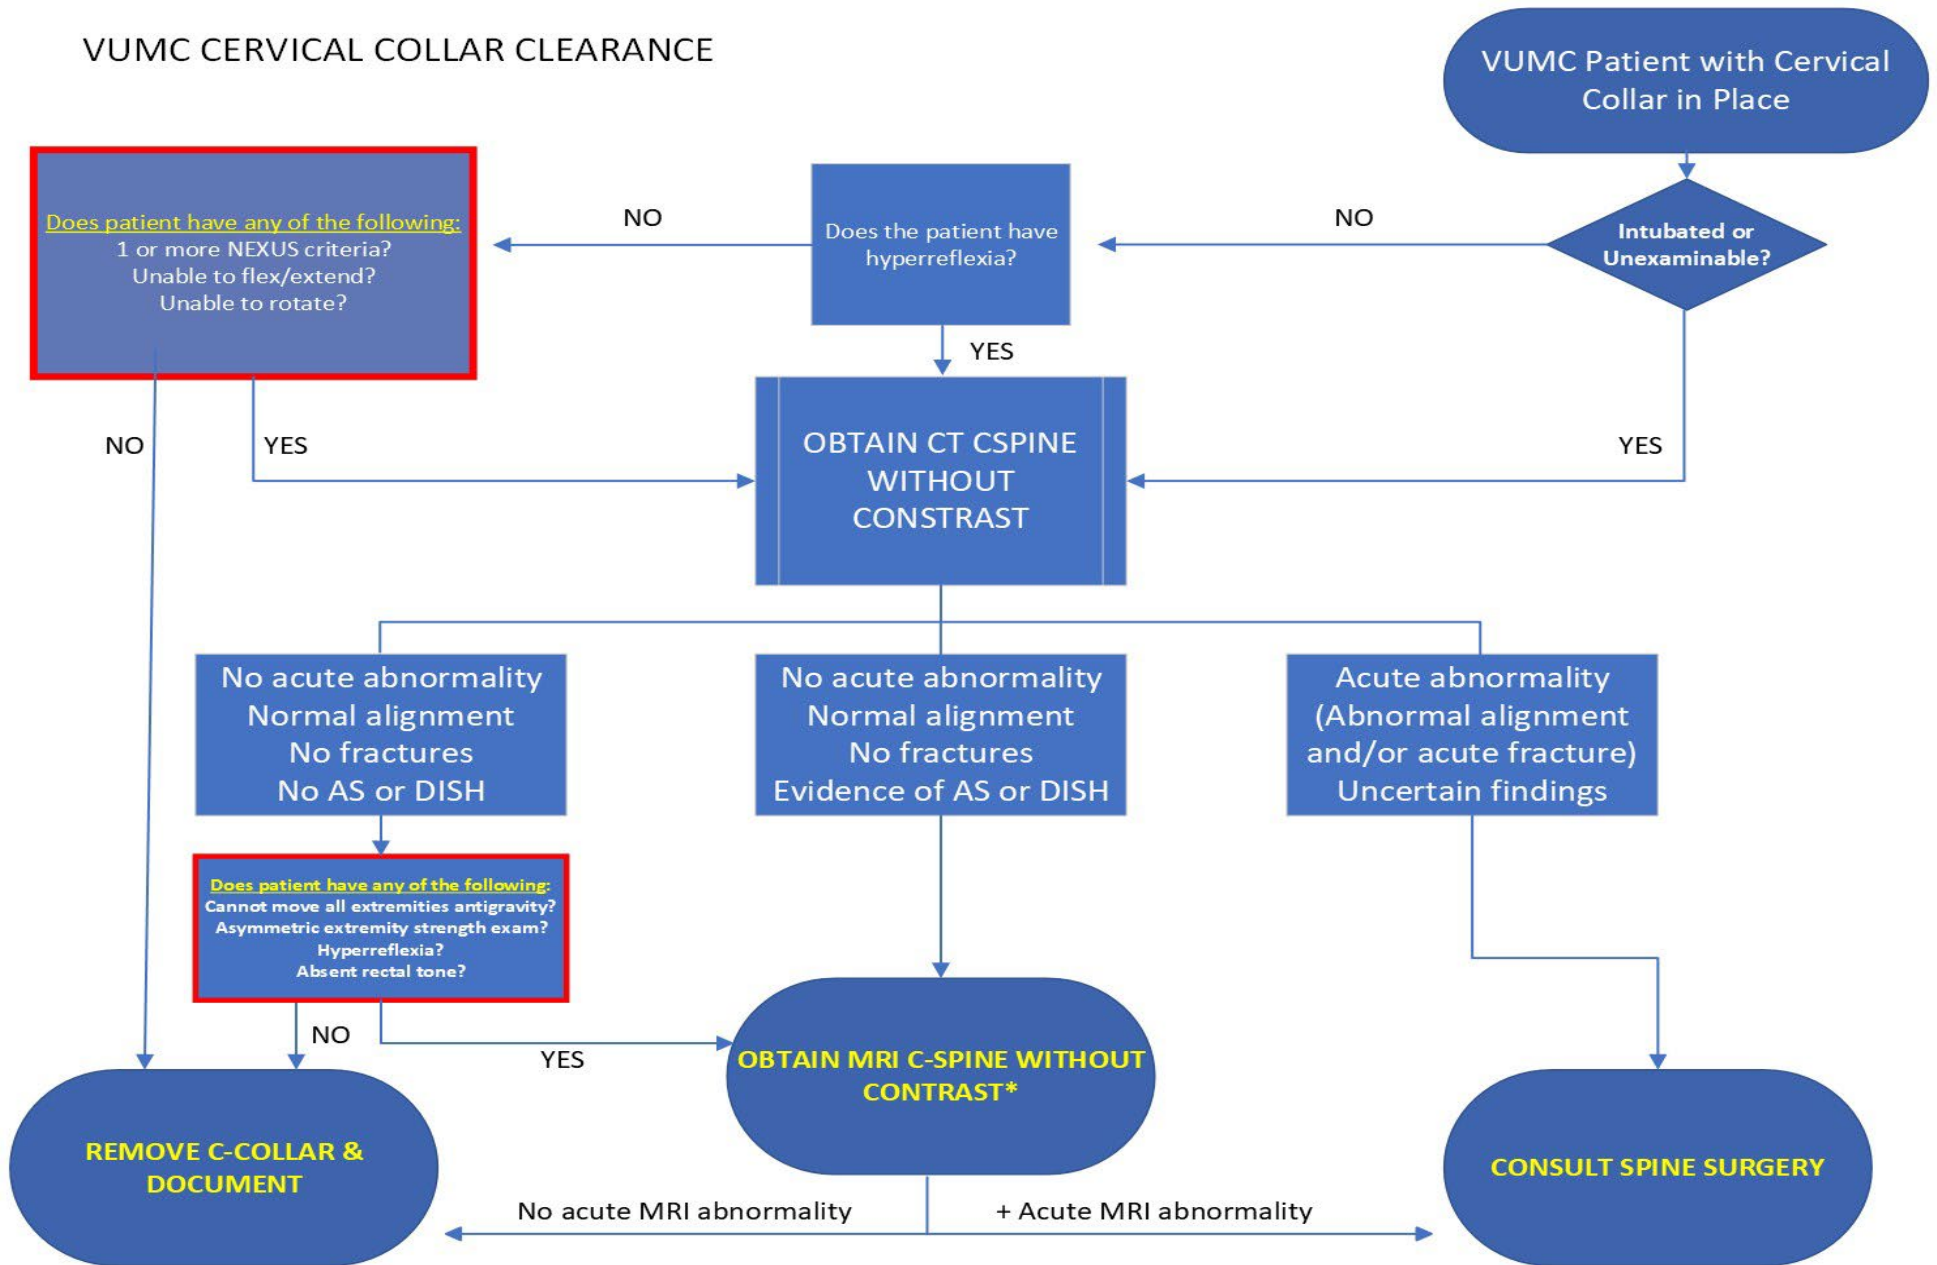 VUMC CERVICAL COLLAR CLEARANCE
VUMC Patient with Cervical
Collar in Place
Intubated or
Unexaminable?
NO
YES
Does the patient have
hyperreflexia?
NO
YES
Does patient have any of the following:
1 or more NEXUS criteria?
Unable to flex/extend?
Unable to rotate?
NO
YES
OBTAIN CT CSPINE
WITHOUT
CONSTRAST
No acute abnormality
Normal alignment
No fractures
No AS or DISH
No acute abnormality
Normal alignment
No fractures
Evidence of AS or DISH
Acute abnormality
(Abnormal alignment
and/or acute fracture)
Uncertain findings
Does patient have any of the following:
Cannot move all extremities antigravity?
Asymmetric extremity strength exam?
Hyperreflexia?
Absent rectal tone?
NO
YES
OBTAIN MRI C-SPINE WITHOUT
CONTRAST*
REMOVE C-COLLAR &
DOCUMENT
CONSULT SPINE SURGERY
No acute MRI abnormality
+ Acute MRI abnormality